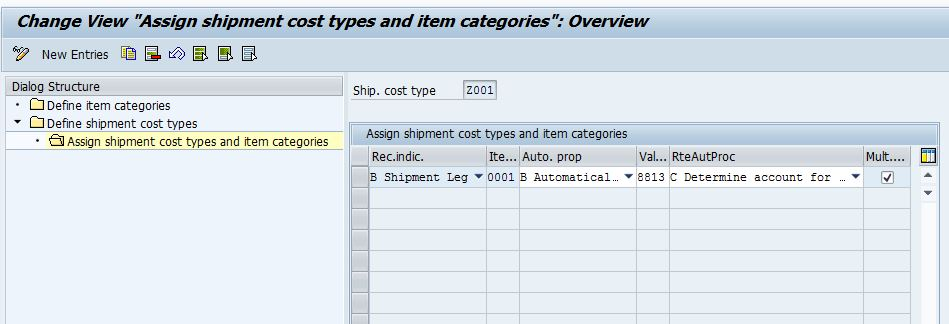 Change View "Assign shipment cost types and item categories": Overview
New Entries
Dialog Structure
Define item categories
Define shipment cost types
Assign shipment cost types and item categories
Ship. cost type Z001
Assign shipment cost types and item categories
Rec.indic. Ite... Auto. prop Val... RteAutProc Mult....
B Shipment Leg 0001 B Automatical... 8813 C Determine account for ...